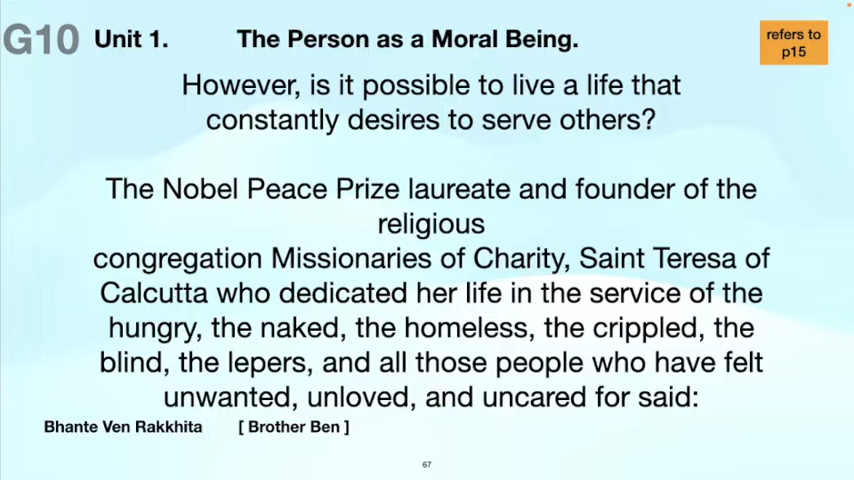 G10 Unit 1. The Person as a Moral Being.
refers to
p15
However, is it possible to live a life that
constantly desires to serve others?
The Nobel Peace Prize laureate and founder of the
religious
congregation Missionaries of Charity, Saint Teresa of
Calcutta who dedicated her life in the service of the
hungry, the naked, the homeless, the crippled, the
blind, the lepers, and all those people who have felt
unwanted, unloved, and uncared for said:
Bhante Ven Rakkhita [ Brother Ben ]
67